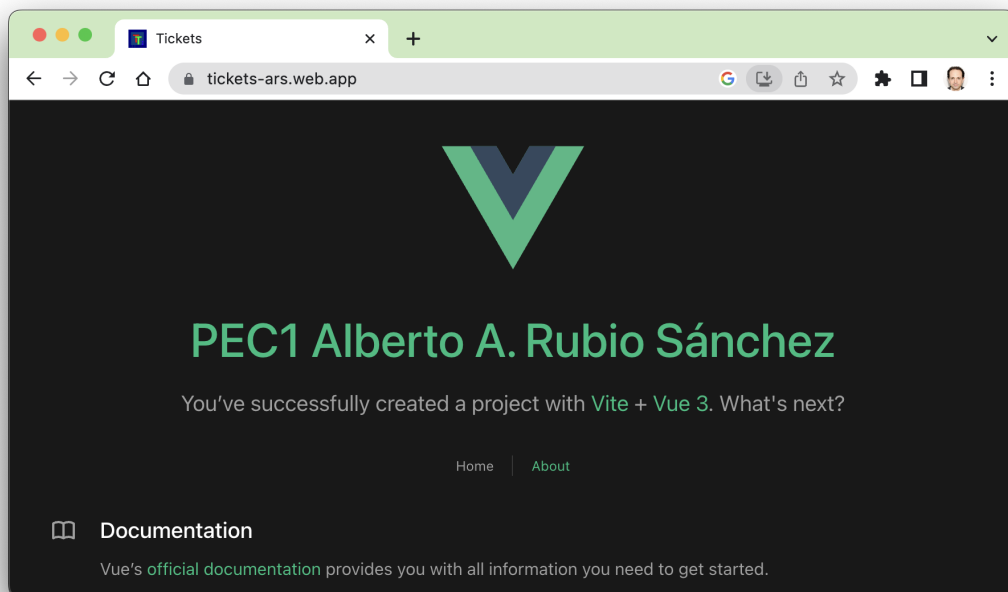 Tickets
tickets-ars.web.app
PEC1 Alberto A. Rubio Sánchez
You’ve successfully created a project with Vite + Vue 3. What's next?
Home About
Documentation
Vue’s official documentation provides you with all information you need to get started.